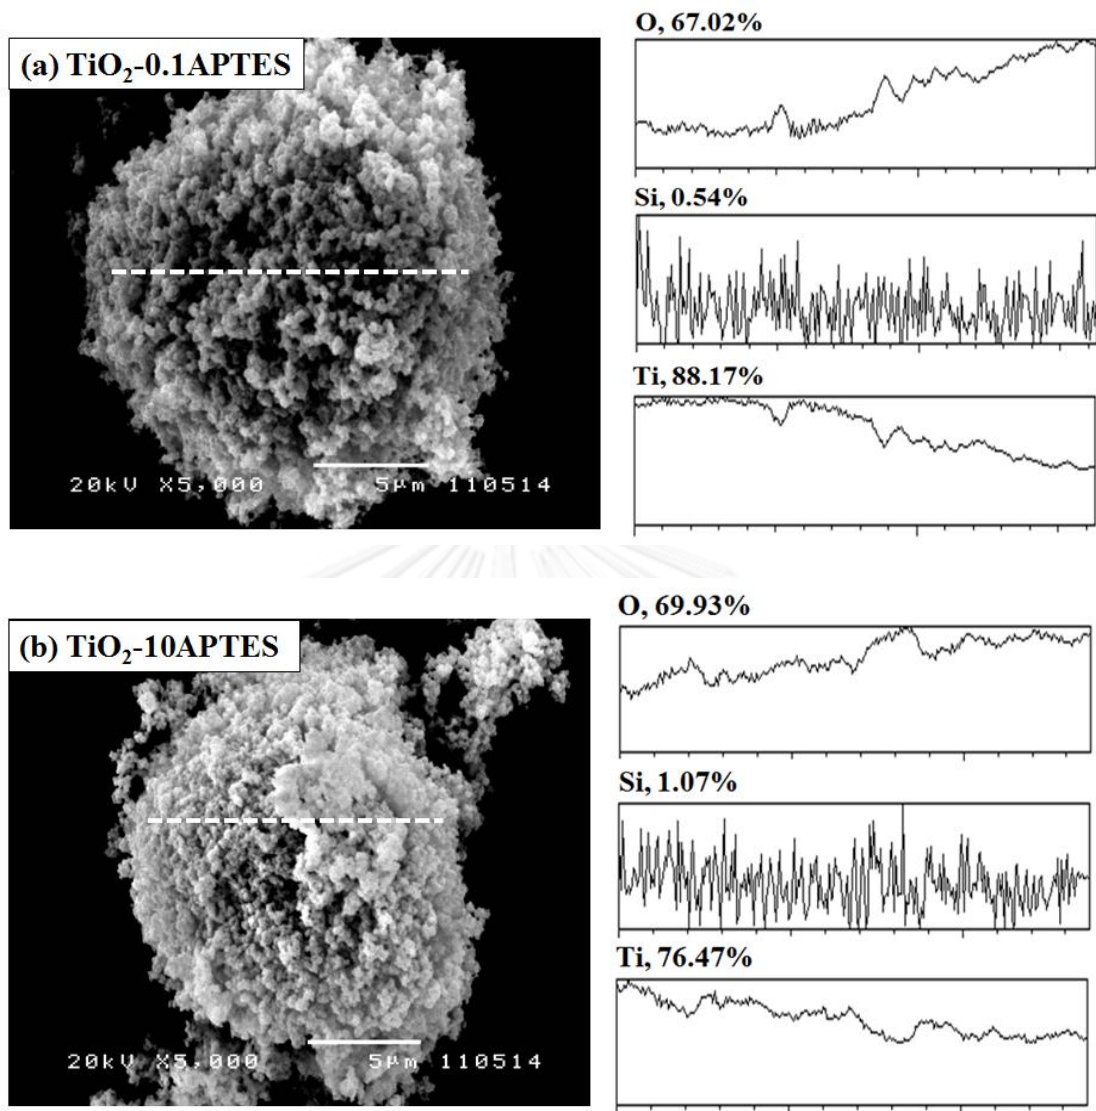 (a) TiO₂-0.1APTES
O, 67.02%
Si, 0.54%
Ti, 88.17%
20kV X5,000 5μm 110514
(b) TiO₂-10APTES
O, 69.93%
Si, 1.07%
Ti, 76.47%
20kV X5,000 5μm 110514